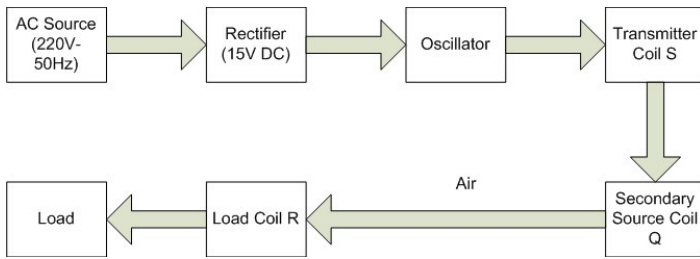 AC Source
(220V-
50Hz)
Rectifier
(15V DC)
Oscillator
Transmitter
Coil S
Air
Load
Load Coil R
Secondary
Source Coil
Q